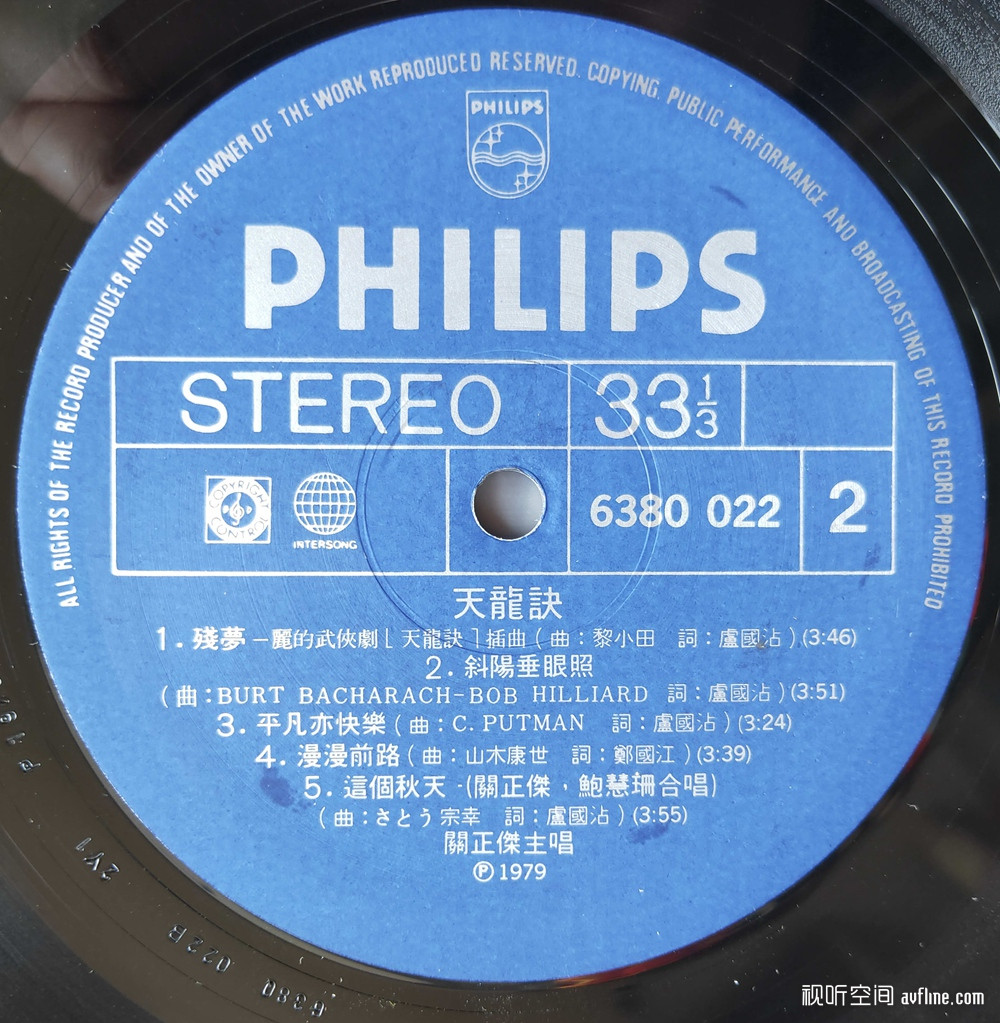 ALL RIGHTS OF THE RECORD PRODUCER AND OF THE OWNER OF THE WORK REPRODUCED RESERVED. COPYING. PUBLIC PERFORMANCE AND BROADCASTING OF THIS RECORD PROHIBITED
PHILIPS
PHILIPS
STEREO 33⅓
COPYRIGHT CONTROL
INTERSONG
6380 022 2
天龍訣
1. 殘夢－麗的武俠劇[天龍訣]插曲(曲:黎小田 詞:盧國沾)(3:46)
2. 斜陽垂眼照
(曲:BURT BACHARACH-BOB HILLIARD 詞:盧國沾)(3:51)
3. 平凡亦快樂(曲:C. PUTMAN 詞:盧國沾)(3:24)
4. 漫漫前路(曲:山木康世 詞:鄭國江)(3:39)
5. 這個秋天-(關正傑，鮑慧珊合唱)
(曲:さとう宗幸 詞:盧國沾)(3:55)
關正傑主唱
Ⓟ 1979
2Y1
6380 022B
视听空间 avfline.com